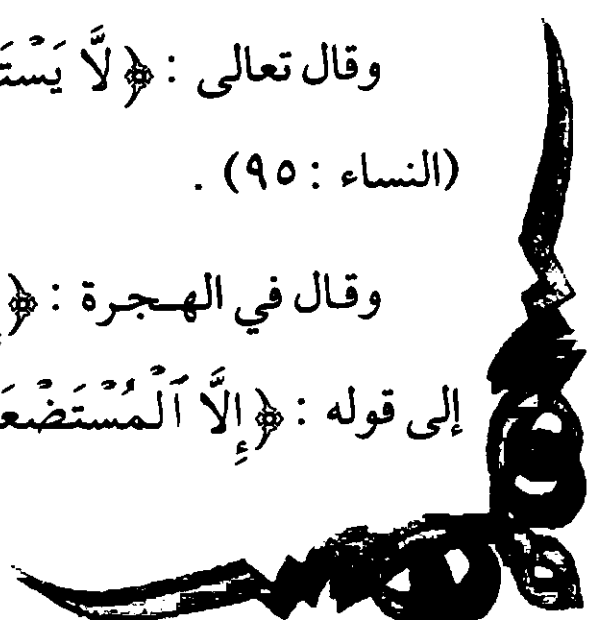 وقال تعالى : ﴿ لَّا يَسْتَ
(النساء : ٩٥) .
وقال في الهجرة : ﴿ إِ
إلى قوله : ﴿ إِلَّا ٱلْمُسْتَضْعَ